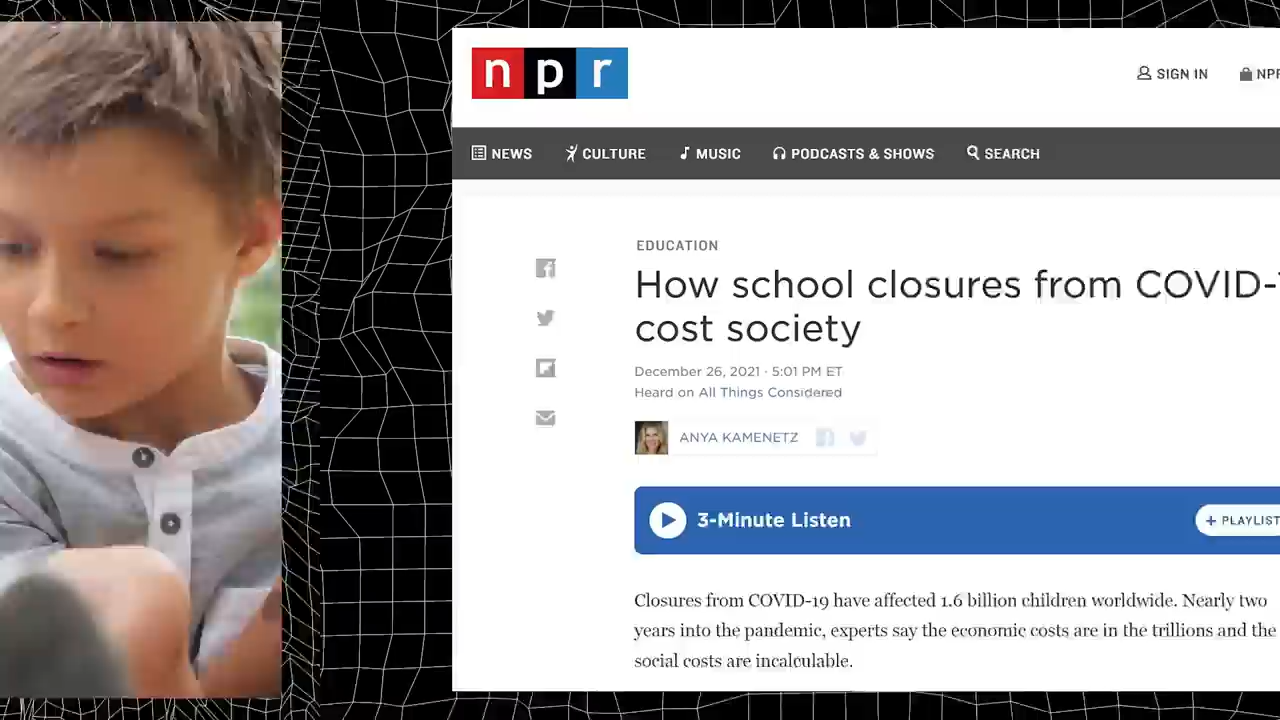 npr
SIGN IN
NPR
NEWS
CULTURE
MUSIC
PODCASTS & SHOWS
SEARCH
EDUCATION
How school closures from COVID-
cost society
December 26, 2021 · 5:01 PM ET
Heard on All Things Considered
ANYA KAMENETZ
3-Minute Listen
+ PLAYLIST
Closures from COVID-19 have affected 1.6 billion children worldwide. Nearly two
years into the pandemic, experts say the economic costs are in the trillions and the
social costs are incalculable.